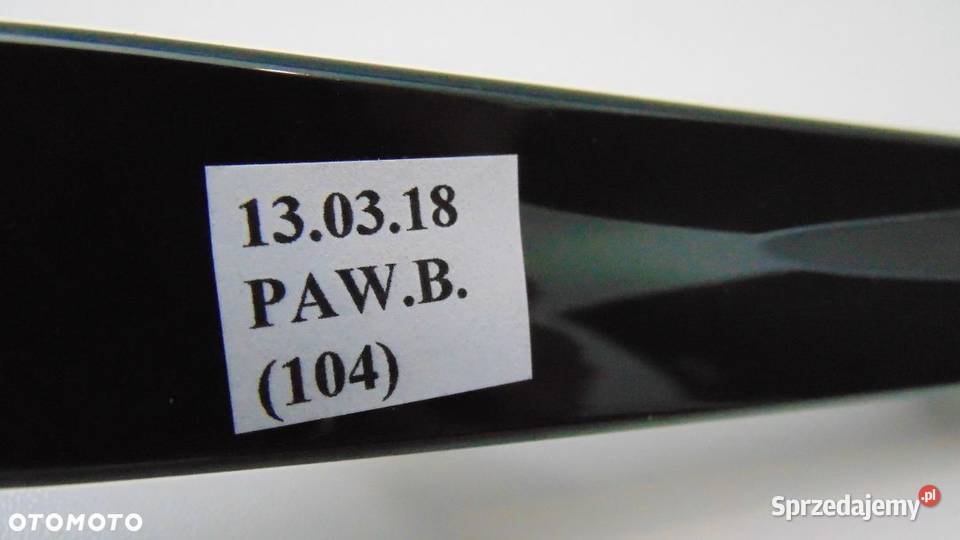 13.03.18
PAW.B.
(104)
OTOMOTO
Sprzedajemy.pl